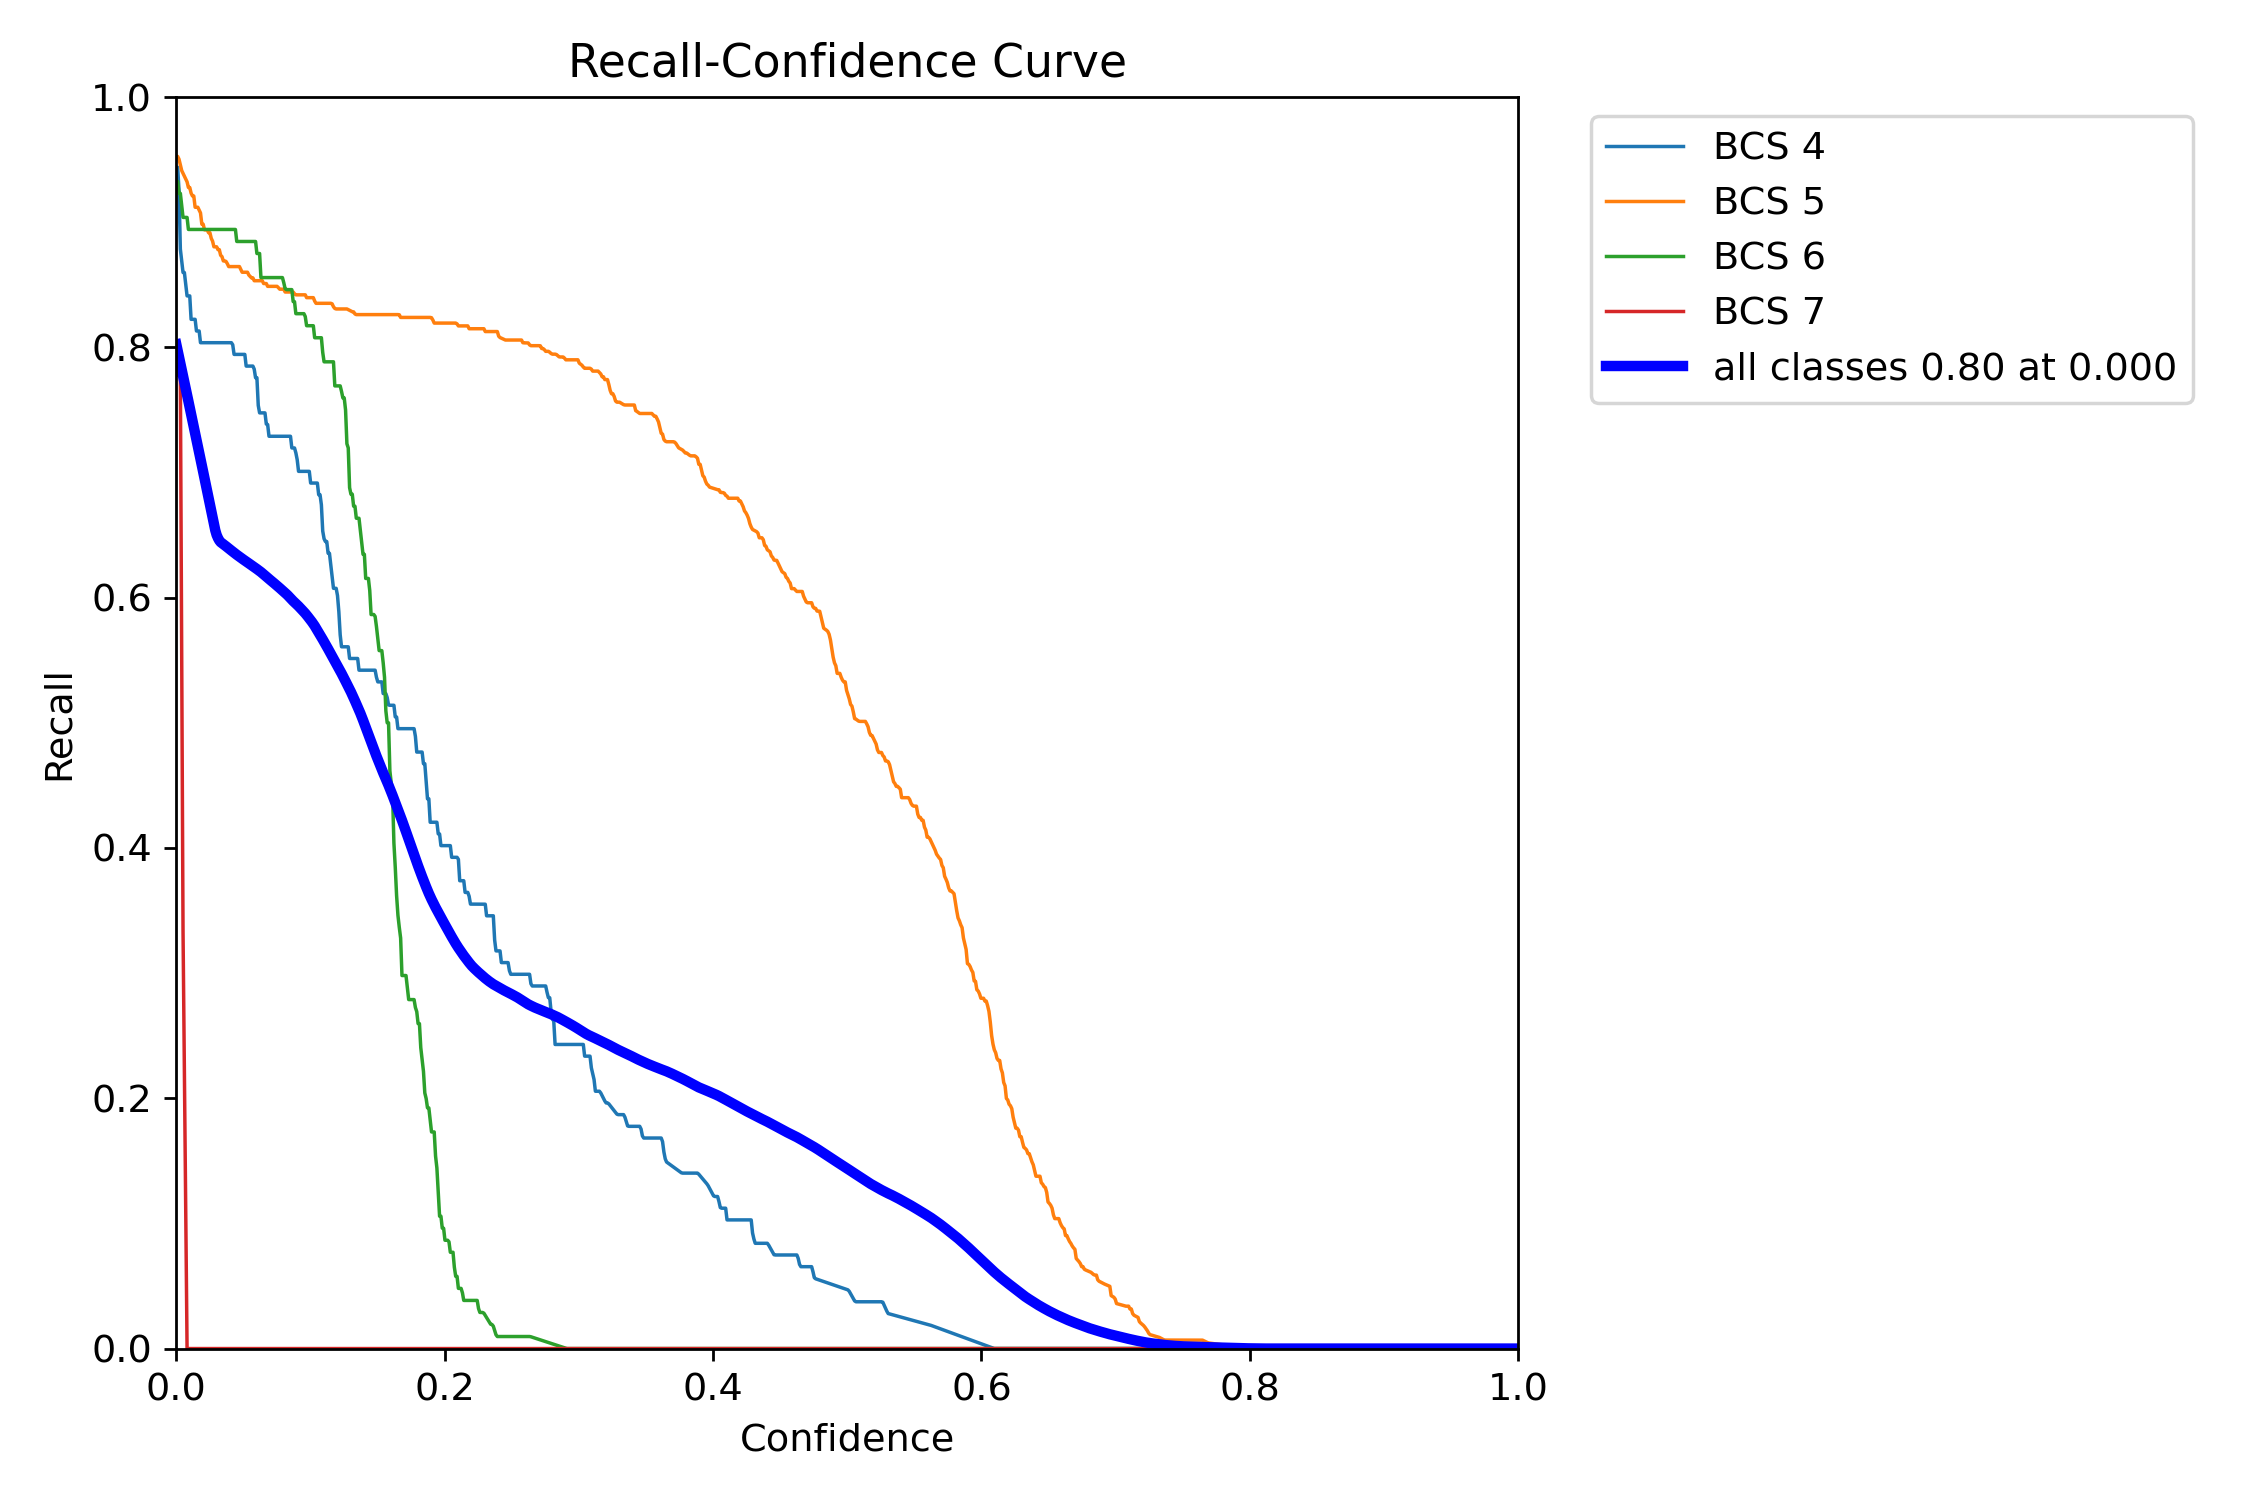 Recall-Confidence Curve
1.0
0.8
0.6
0.4
0.2
0.0
Recall
0.0 0.2 0.4 0.6 0.8 1.0
Confidence
BCS 4
BCS 5
BCS 6
BCS 7
all classes 0.80 at 0.000